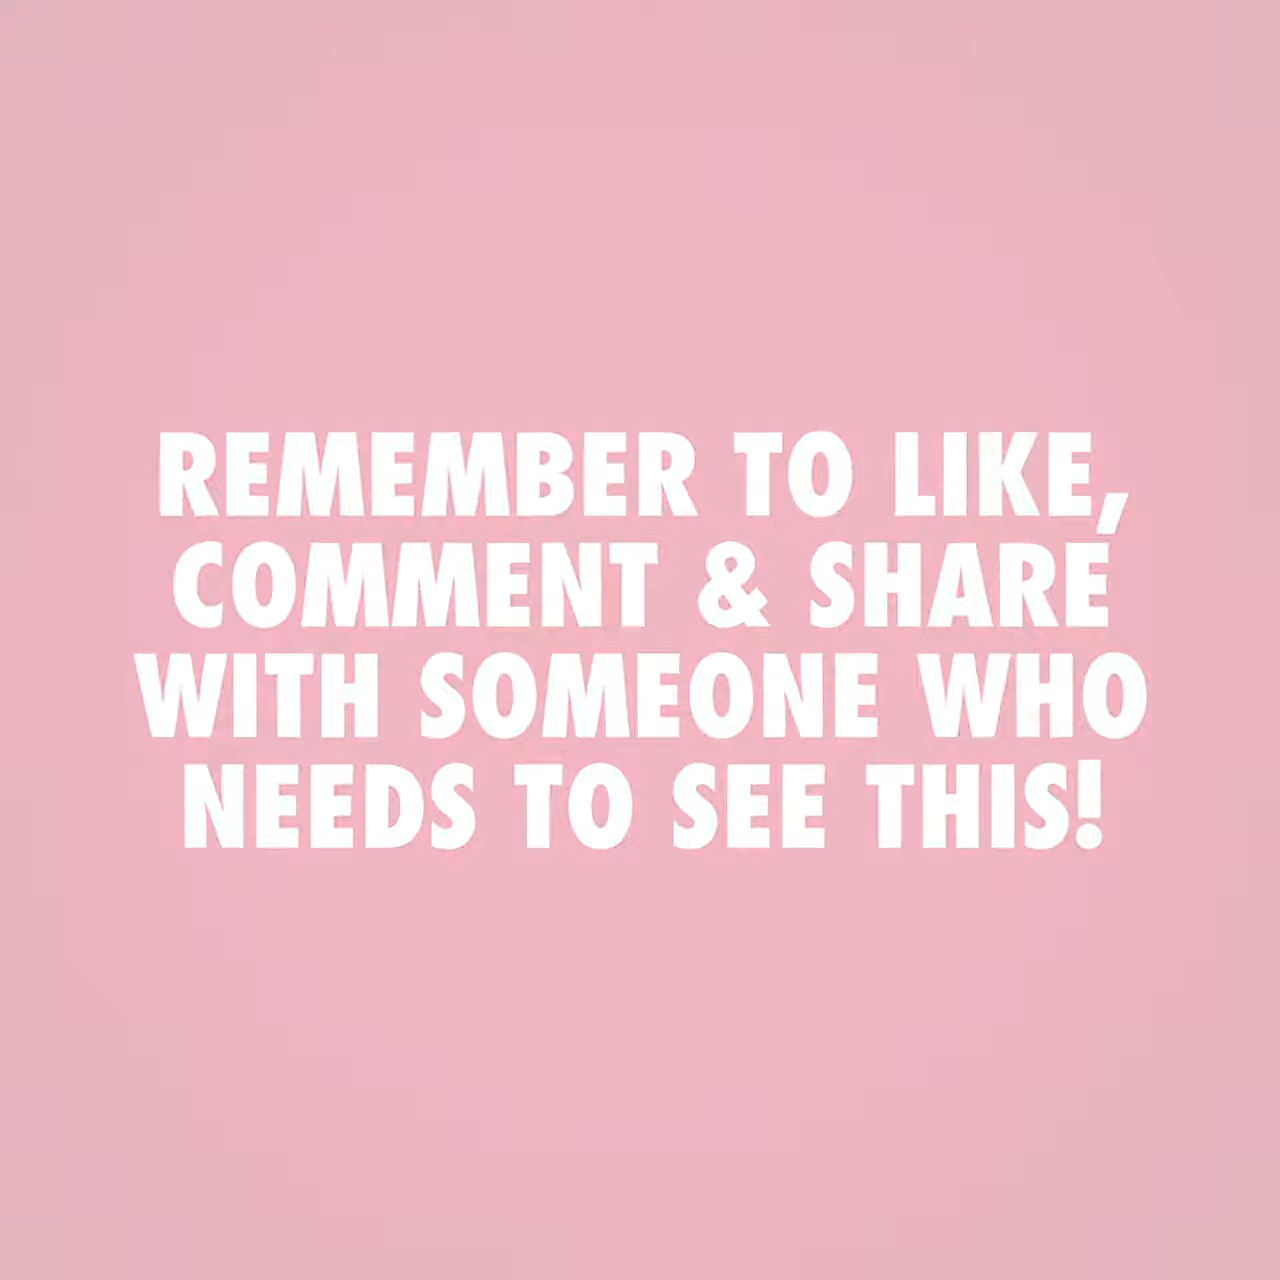 REMEMBER TO LIKE,
COMMENT & SHARE
WITH SOMEONE WHO
NEEDS TO SEE THIS!